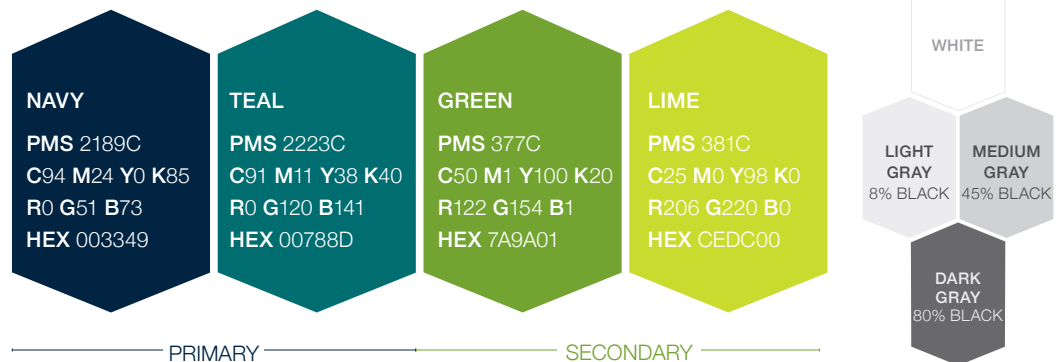 NAVY
PMS 2189C
C94 M24 Y0 K85
R0 G51 B73
HEX 003349
TEAL
PMS 2223C
C91 M11 Y38 K40
R0 G120 B141
HEX 00788D
GREEN
PMS 377C
C50 M1 Y100 K20
R122 G154 B1
HEX 7A9A01
LIME
PMS 381C
C25 M0 Y98 K0
R206 G220 B0
HEX CEDC00
WHITE
LIGHT
GRAY
8% BLACK
MEDIUM
GRAY
45% BLACK
DARK
GRAY
80% BLACK
PRIMARY
SECONDARY